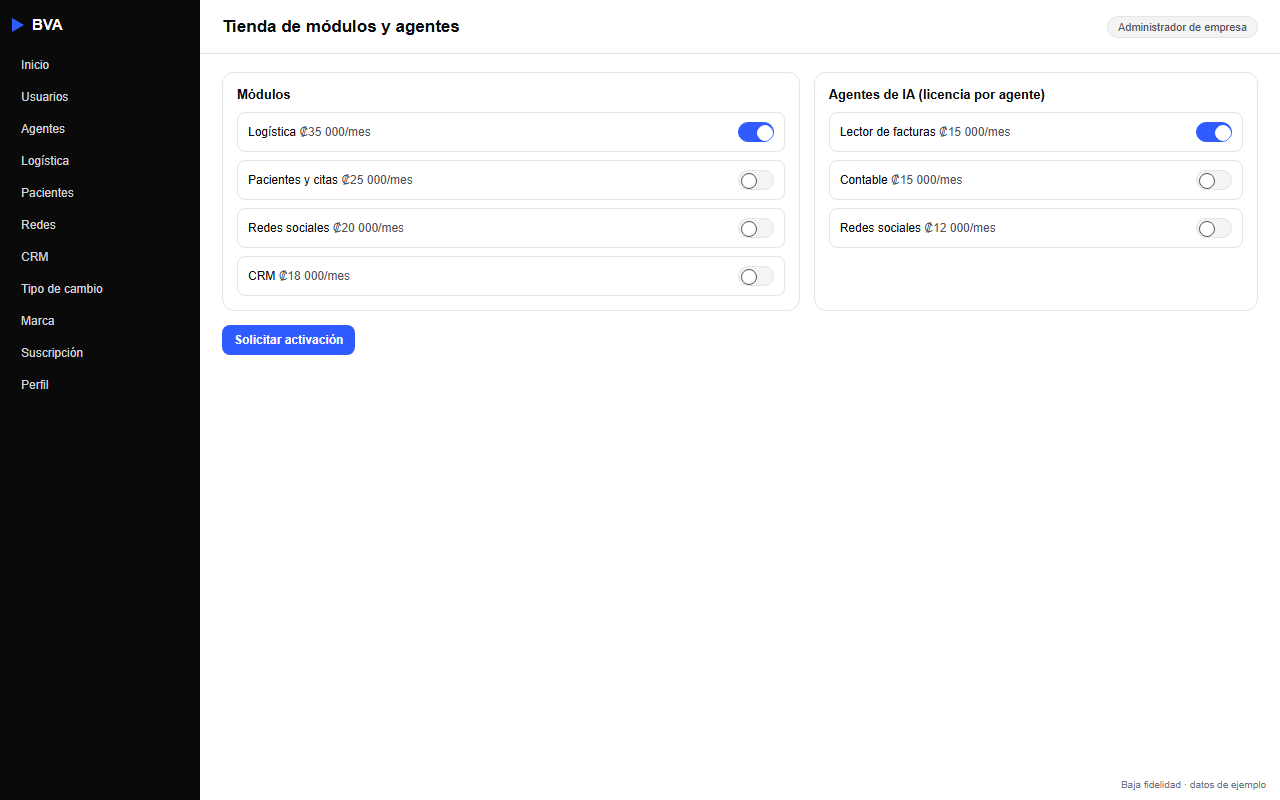 BVA
Inicio
Usuarios
Agentes
Logística
Pacientes
Redes
CRM
Tipo de cambio
Marca
Suscripción
Perfil
Tienda de módulos y agentes
Administrador de empresa
Módulos
Logística ₡35 000/mes
Pacientes y citas ₡25 000/mes
Redes sociales ₡20 000/mes
CRM ₡18 000/mes
Agentes de IA (licencia por agente)
Lector de facturas ₡15 000/mes
Contable ₡15 000/mes
Redes sociales ₡12 000/mes
Solicitar activación
Baja fidelidad · datos de ejemplo